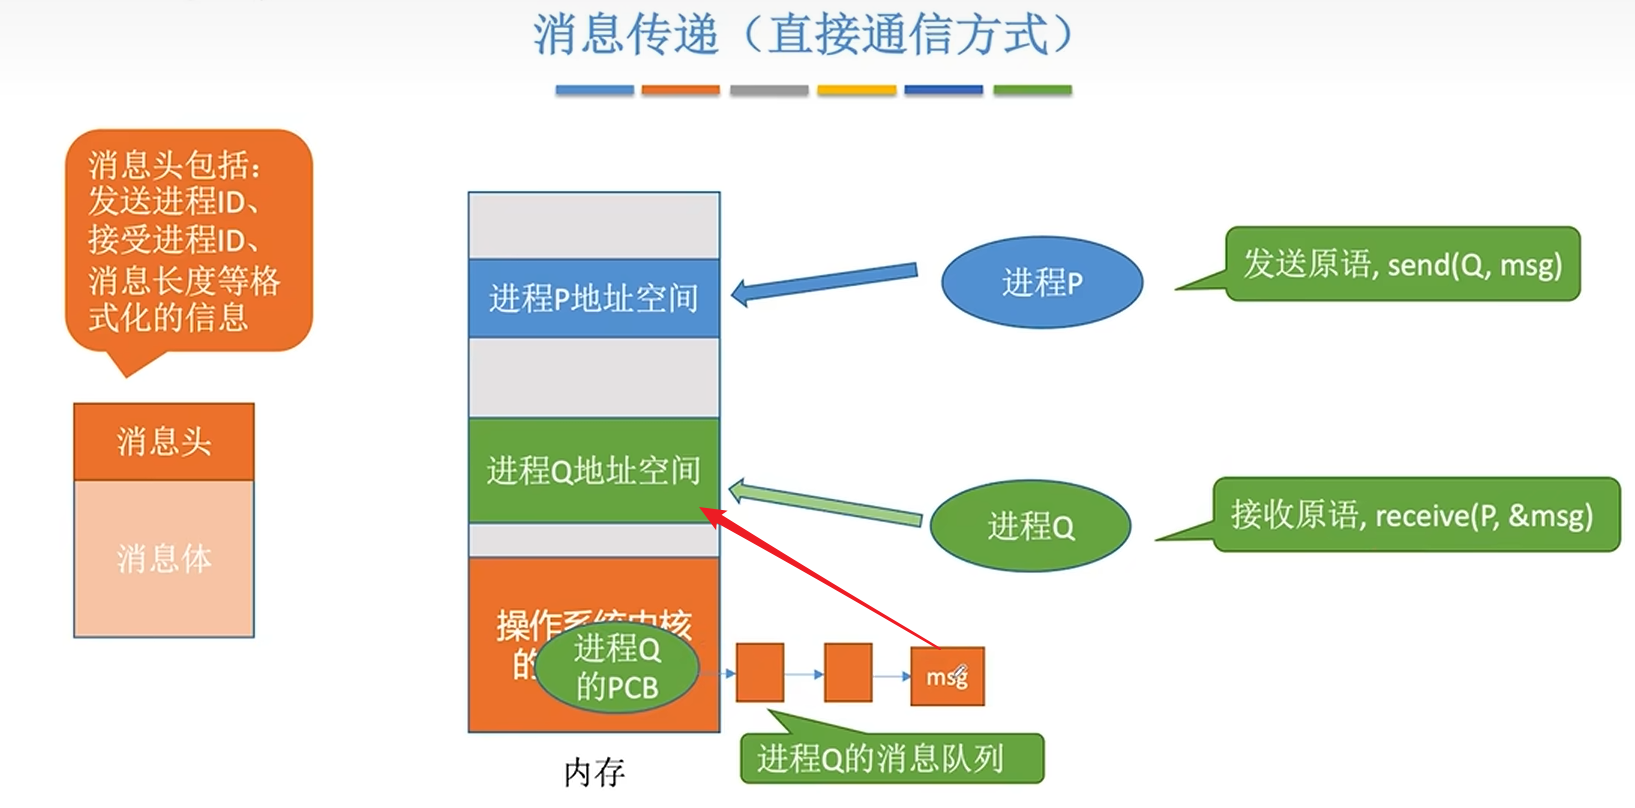 消息传递（直接通信方式）
消息头包括：
发送进程ID、
接受进程ID、
消息长度等格
式化的信息
消息头
消息体
进程P地址空间
进程Q地址空间
操作系统内核
的
进程Q
的PCB
内存
进程P
发送原语, send(Q, msg)
进程Q
接收原语, receive(P, &msg)
msg
进程Q的消息队列